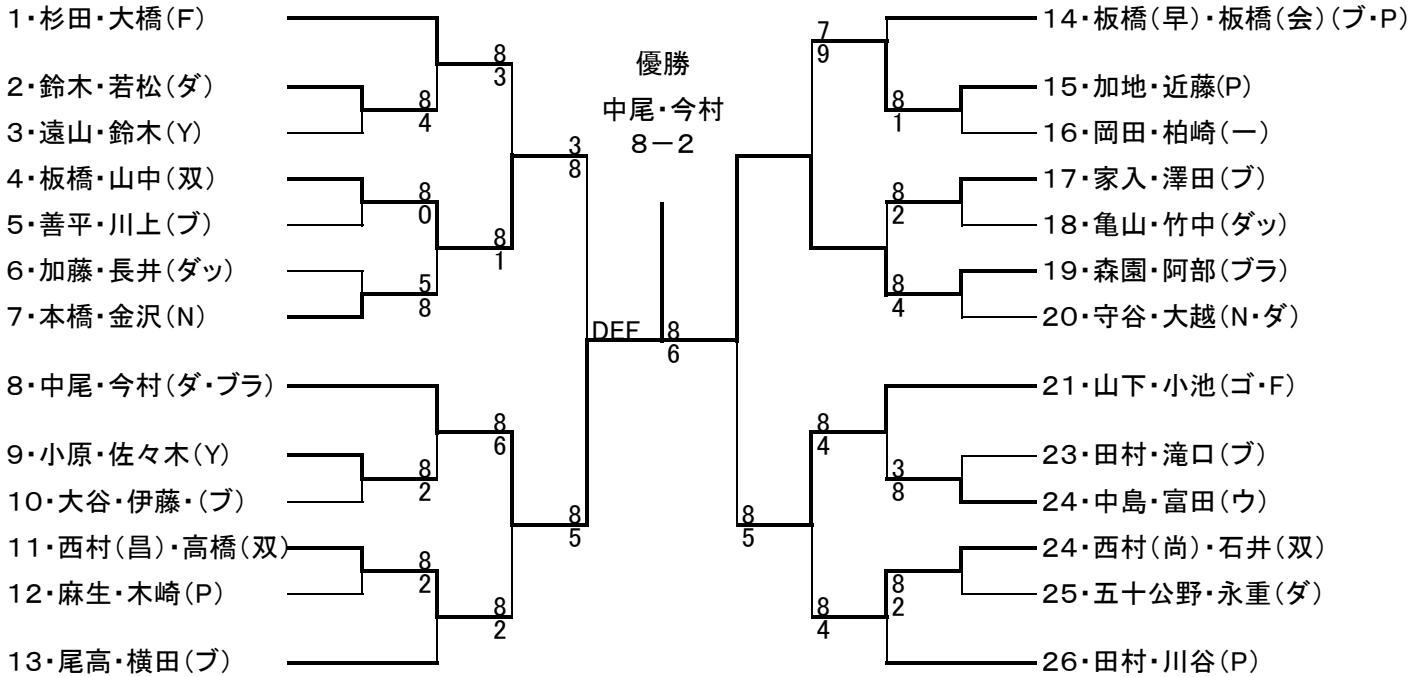 1・杉田・大橋(F)
2・鈴木・若松(ダ)
3・遠山・鈴木(Y)
4・板橋・山中(双)
5・善平・川上(ブ)
6・加藤・長井(ダッ)
7・本橋・金沢(N)
8・中尾・今村(ダ・ブラ)
9・小原・佐々木(Y)
10・大谷・伊藤・(ブ)
11・西村(昌)・高橋(双)
12・麻生・木崎(P)
13・尾高・横田(ブ)
8
4
8
0
5
8
8
2
8
2
8
3
8
1
8
6
8
2
3
8
8
5
DEF
優勝
中尾・今村
8-2
8
6
8
5
7
9
8
4
8
4
8
1
8
2
8
4
3
8
8
2
14・板橋(早)・板橋(会)(ブ・P)
15・加地・近藤(P)
16・岡田・柏崎(一)
17・家入・澤田(ブ)
18・亀山・竹中(ダッ)
19・森園・阿部(ブラ)
20・守谷・大越(N・ダ)
21・山下・小池(ゴ・F)
23・田村・滝口(ブ)
24・中島・富田(ウ)
24・西村(尚)・石井(双)
25・五十公野・永重(ダ)
26・田村・川谷(P)